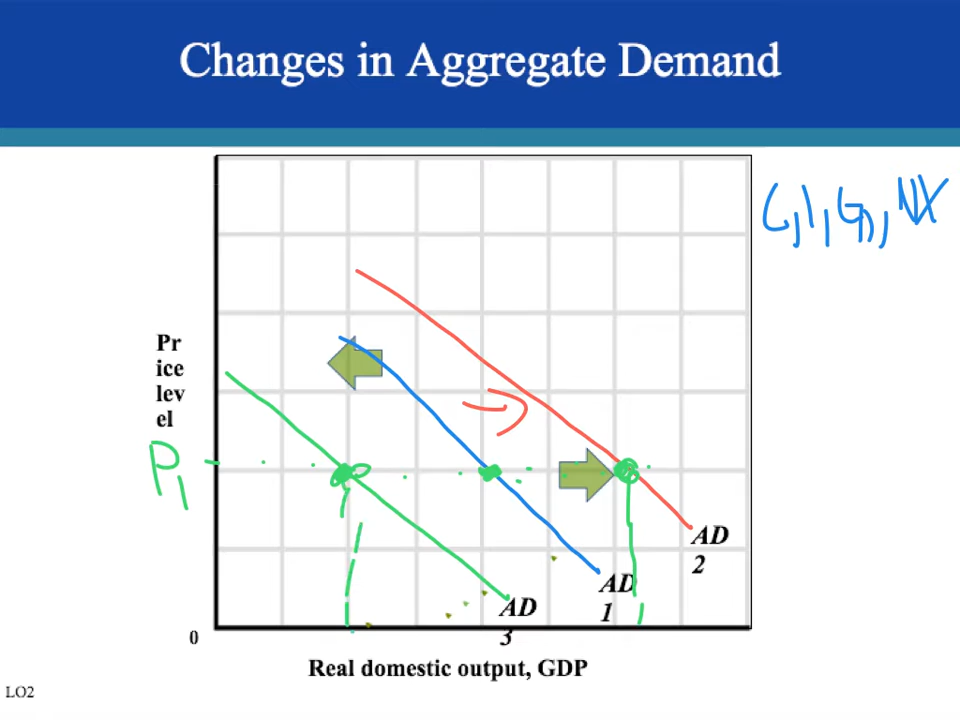 Changes in Aggregate Demand
C, I, G, NX
Pr
ice
lev
el
P1
AD
2
AD
1
AD
3
0
Real domestic output, GDP
LO2